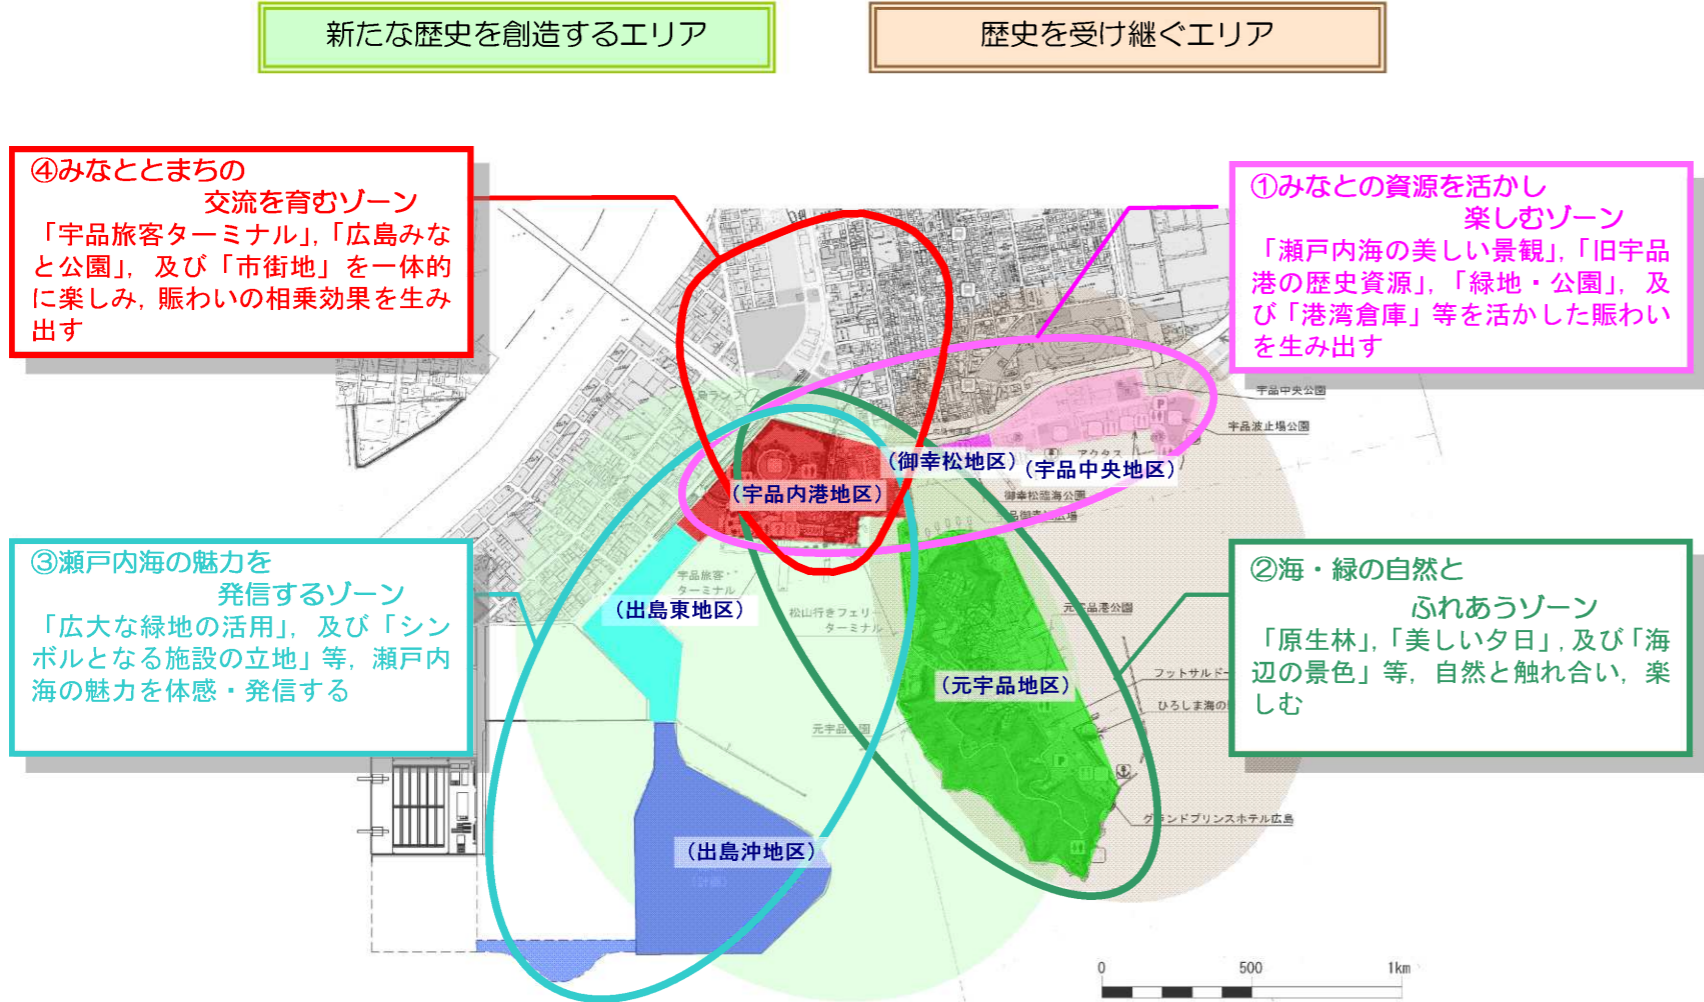 新たな歴史を創造するエリア
歴史を受け継ぐエリア
④みなととまちの
交流を育むゾーン
「宇品旅客ターミナル」，「広島みな
と公園」，及び「市街地」を一体的
に楽しみ，賑わいの相乗効果を生み
出す
①みなとの資源を活かし
楽しむゾーン
「瀬戸内海の美しい景観」，「旧宇品
港の歴史資源」，「緑地・公園」，及
び「港湾倉庫」等を活かした賑わい
を生み出す
宇品中央公園
宇品波止場公園
アクタス
（御幸松地区）
（宇品中央地区）
（宇品内港地区）
御幸松臨海公園
③瀬戸内海の魅力を
発信するゾーン
「広大な緑地の活用」，及び「シン
ボルとなる施設の立地」等，瀬戸内
海の魅力を体感・発信する
②海・緑の自然と
ふれあうゾーン
「原生林」，「美しい夕日」，及び「海
辺の景色」等，自然と触れ合い，楽
しむ
宇品旅客
ターミナル
（出島東地区）
松山行きフェリー
ターミナル
元宇品港公園
（元宇品地区）
フットサルドー
ひろしま海の
元宇品公園
P
P
グランドプリンスホテル広島
（出島沖地区）
0 500 1km